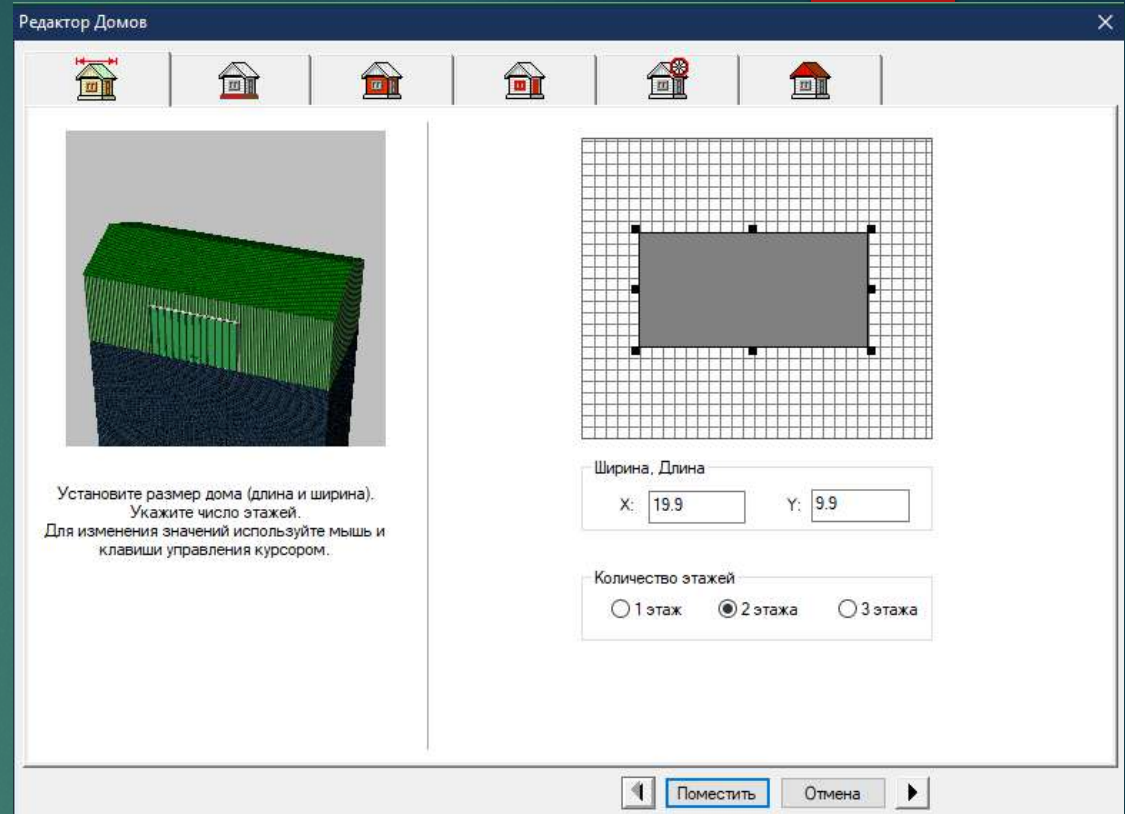 Редактор Домов
Установите размер дома (длина и ширина).
Укажите число этажей.
Для изменения значений используйте мышь и
клавиши управления курсором.
Ширина, Длина
X: 19.9 Y: 9.9
Количество этажей
1 этаж 2 этажа 3 этажа
Поместить Отмена